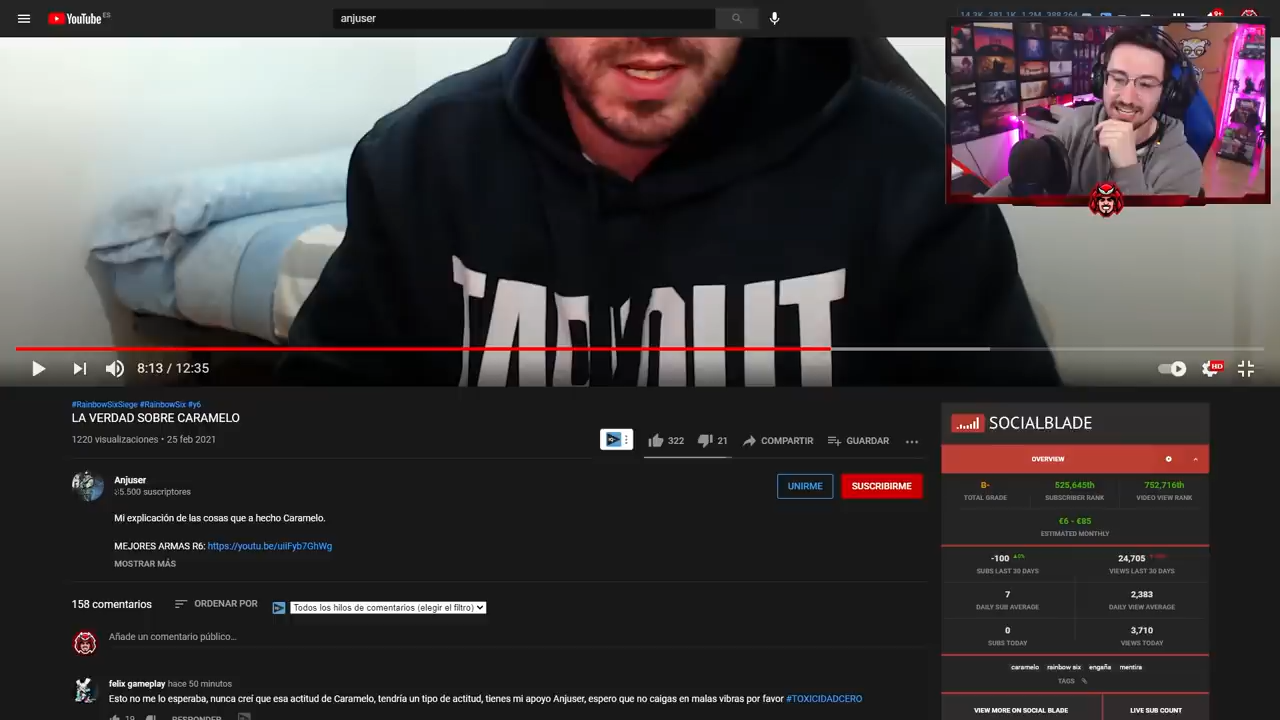 YouTube ES
anjuser
TAKEOUT
8:13 / 12:35
HD
#RainbowSixSiege #RainbowSix #y6
LA VERDAD SOBRE CARAMELO
1220 visualizaciones • 25 feb 2021
322
21
COMPARTIR
GUARDAR
Anjuser
5.500 suscriptores
UNIRME
SUSCRIBIRME
Mi explicación de las cosas que a hecho Caramelo.
MEJORES ARMAS R6: https://youtu.be/uiiFyb7GhWg
MOSTRAR MÁS
158 comentarios
ORDENAR POR
Todos los hilos de comentarios (elegir el filtro)
Añade un comentario público...
felix gameplay hace 50 minutos
Esto no me lo esperaba, nunca creí que esa actitud de Caramelo, tendría un tipo de actitud, tienes mi apoyo Anjuser, espero que no caigas en malas vibras por favor #TOXICIDADCERO
19
RESPONDER
SOCIALBLADE
OVERVIEW
B-
525,645th
752,716th
TOTAL GRADE
SUBSCRIBER RANK
VIDEO VIEW RANK
€6 - €85
ESTIMATED MONTHLY
-100
24,705
SUBS LAST 30 DAYS
VIEWS LAST 30 DAYS
7
2,383
DAILY SUB AVERAGE
DAILY VIEW AVERAGE
0
3,710
SUBS TODAY
VIEWS TODAY
caramelo rainbow six engaña mentira
TAGS
VIEW MORE ON SOCIAL BLADE
LIVE SUB COUNT